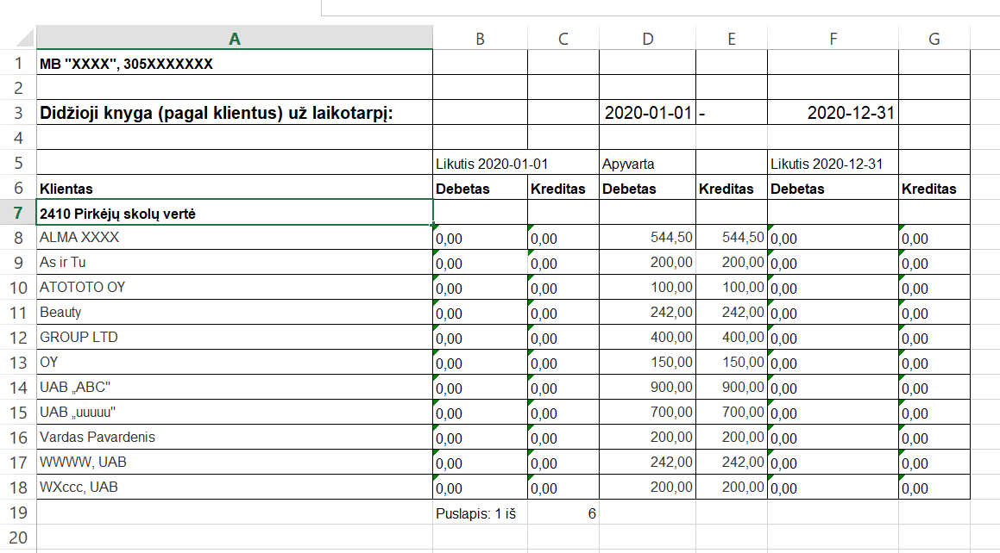 A B C D E F G
1 MB "XXXX", 305XXXXXXX
2
3 Didžioji knyga (pagal klientus) už laikotarpį: 2020-01-01 - 2020-12-31
4
5 Likutis 2020-01-01 Apyvarta Likutis 2020-12-31
6 Klientas Debetas Kreditas Debetas Kreditas Debetas Kreditas
7 2410 Pirkėjų skolų vertė
8 ALMA XXXX 0,00 0,00 544,50 544,50 0,00 0,00
9 As ir Tu 0,00 0,00 200,00 200,00 0,00 0,00
10 ATOTOTO OY 0,00 0,00 100,00 100,00 0,00 0,00
11 Beauty 0,00 0,00 242,00 242,00 0,00 0,00
12 GROUP LTD 0,00 0,00 400,00 400,00 0,00 0,00
13 OY 0,00 0,00 150,00 150,00 0,00 0,00
14 UAB „ABC" 0,00 0,00 900,00 900,00 0,00 0,00
15 UAB „uuuuu" 0,00 0,00 700,00 700,00 0,00 0,00
16 Vardas Pavardenis 0,00 0,00 200,00 200,00 0,00 0,00
17 WWWW, UAB 0,00 0,00 242,00 242,00 0,00 0,00
18 WXccc, UAB 0,00 0,00 200,00 200,00 0,00 0,00
19 Puslapis: 1 iš 6
20